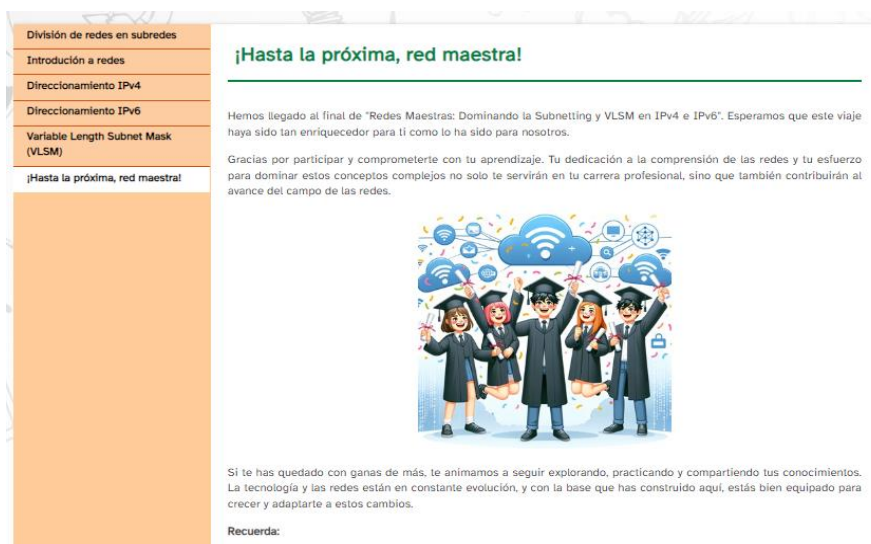 División de redes en subredes
Introdución a redes
Direccionamiento IPv4
Direccionamiento IPv6
Variable Length Subnet Mask
(VLSM)
¡Hasta la próxima, red maestra!
¡Hasta la próxima, red maestra!
Hemos llegado al final de "Redes Maestras: Dominando la Subnetting y VLSM en IPv4 e IPv6". Esperamos que este viaje
haya sido tan enriquecedor para ti como lo ha sido para nosotros.
Gracias por participar y comprometerte con tu aprendizaje. Tu dedicación a la comprensión de las redes y tu esfuerzo
para dominar estos conceptos complejos no solo te servirán en tu carrera profesional, sino que también contribuirán al
avance del campo de las redes.
Si te has quedado con ganas de más, te animamos a seguir explorando, practicando y compartiendo tus conocimientos.
La tecnología y las redes están en constante evolución, y con la base que has construido aquí, estás bien equipado para
crecer y adaptarte a estos cambios.
Recuerda: